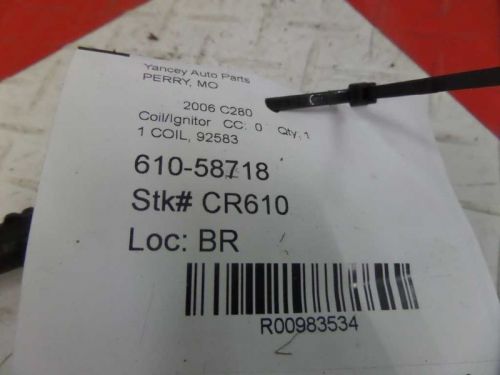 Yancey Auto Parts
PERRY, MO
2006 C280
Coil/Ignitor CC: 0 Qty: 1
1 COIL, 92583
610-58718
Stk# CR610
Loc: BR
R00983534